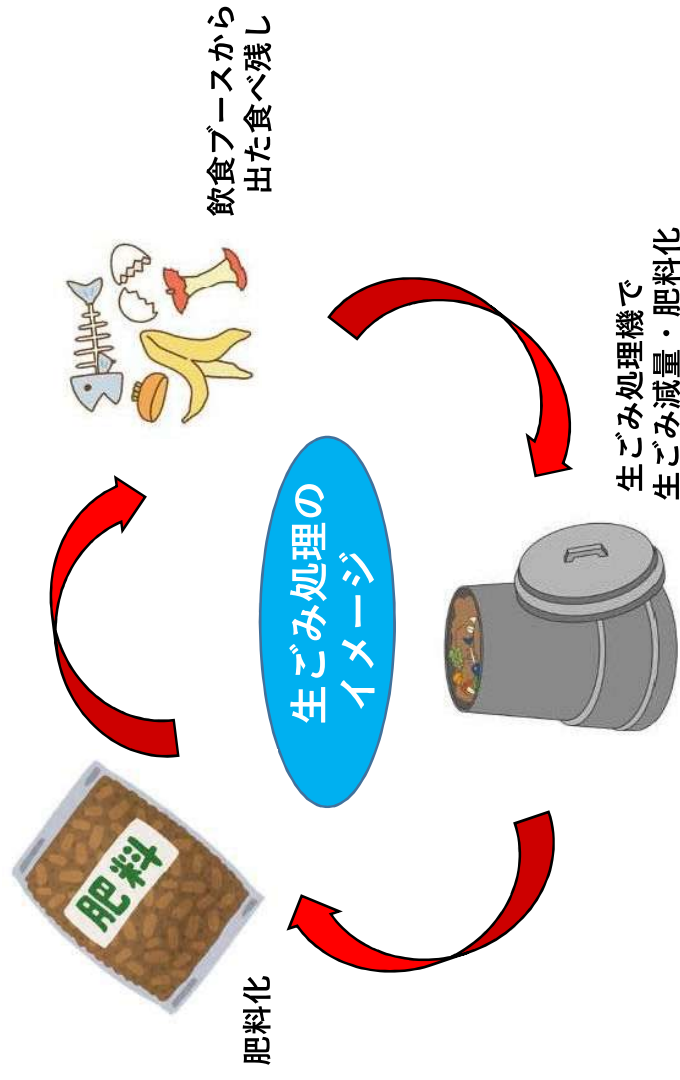 飲食ブースから
出た食べ残し
生ごみ処理の
イメージ
生ごみ処理機で
生ごみ減量・肥料化
肥料
肥料化